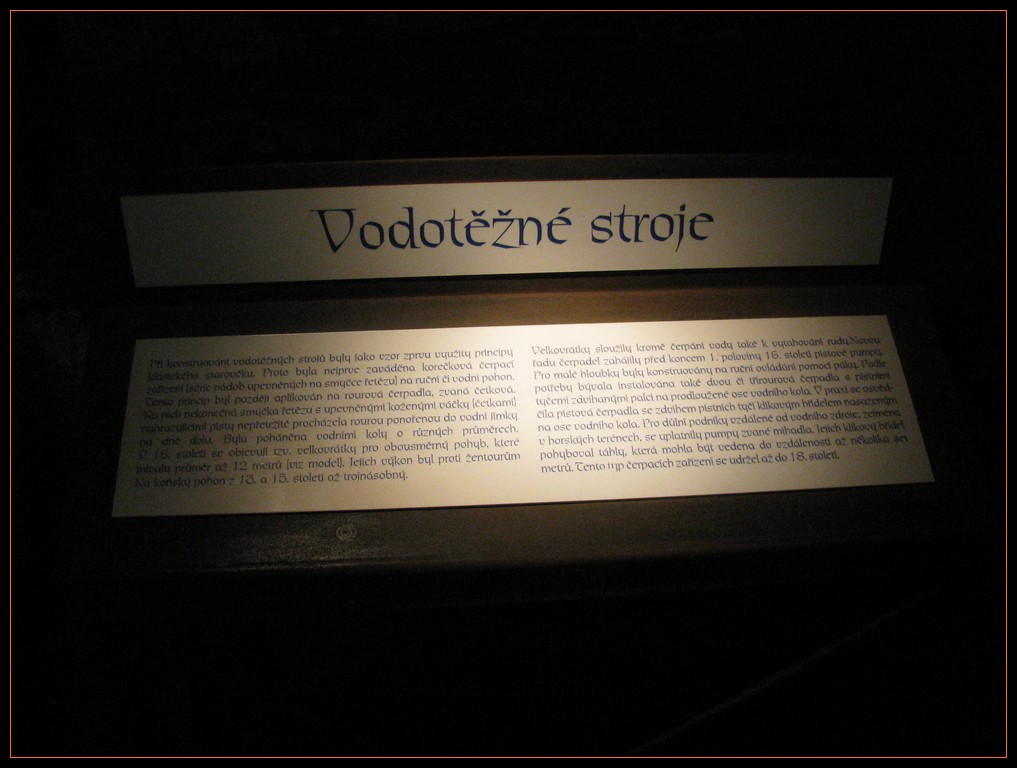 Vodotěžné stroje
Při konstruování vodotěžných strojů byly jako vzor zprvu využity principy
klasického starověku. Proto byla nejprve zaváděna korečková čerpací
zařízení (série nádob upevněných na smyčce řetězu) na ruční či vodní pohon.
Tento princip byl později aplikován na rourová čerpadla, zvaná četková.
Na nich nekonečná smyčka řetězu s upevněnými koženými váčky (četkami)
nahrazujícími písty nepřetržitě procházela rourou ponořenou do vodní jímky
na dně dolu. Byla poháněna vodními koly o různých průměrech.
V 16. století se objevují tzv. velkovrátky pro obousměrný pohyb, které
mívaly průměr až 12 metrů (viz model). Jejich výkon byl proti žentourům
na koňský pohon z 13. a 15. století až trojnásobný.
Velkovrátky sloužily kromě čerpání vody také k vytahování rudy. Novou
řadu čerpadel zahájily před koncem 1. poloviny 16. století pístové pumpy.
Pro malé hloubky byly konstruovány na ruční ovládání pomocí páky. Podle
potřeby bývala instalována také dvou či třírourová čerpadla s pístními
tyčemi zdvihanými palci na prodloužené ose vodního kola. V praxi se osvěd-
čila pístová čerpadla se zdvihem pístních tyčí klikovým hřídelem nasazeným
na ose vodního kola. Pro důlní podniky vzdálené od vodního zdroje, zejména
v horských terénech, se uplatnily pumpy zvané mihadla. Jejich klikový hřídel
pohyboval táhly, která mohla být vedena do vzdálenosti až několika set
metrů. Tento typ čerpacích zařízení se udržel až do 18. století.